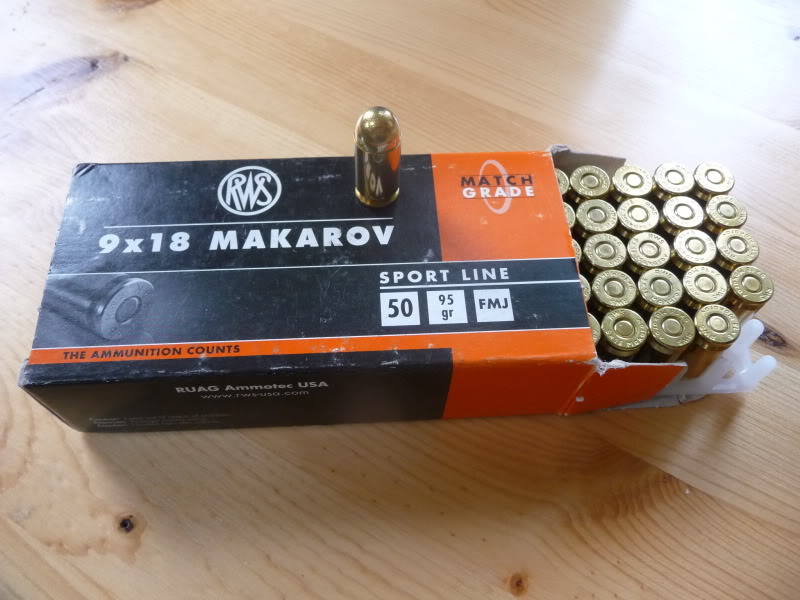 RWS
MATCH
GRADE
9x18 MAKAROV
SPORT LINE
50
95
gr
FMJ
THE AMMUNITION COUNTS
RUAG Ammotec USA
www.rws-usa.com